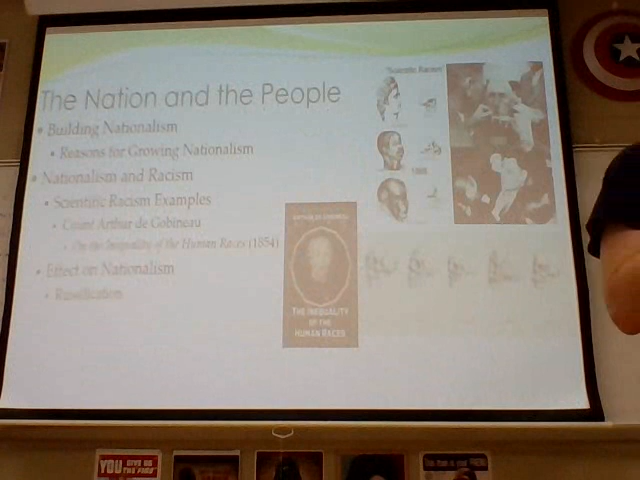 The Nation and the People
Building Nationalism
Reasons for Growing Nationalism
Nationalism and Racism
Scientific Racism Examples
Count Arthur de Gobineau
On the Inequality of the Human Races (1854)
Effect on Nationalism
Russification
"Scientific Racism"
THE INEQUALITY
OF THE
HUMAN RACES
YOU